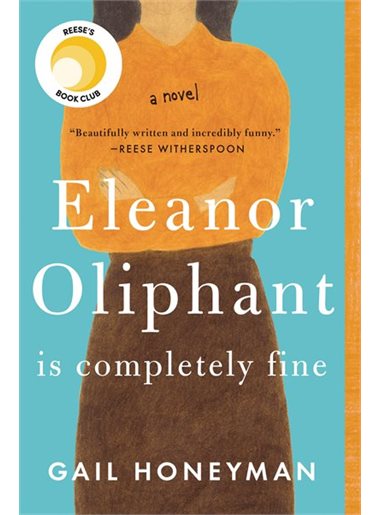 REESE'S
BOOK CLUB
a novel
"Beautifully written and incredibly funny."
—REESE WITHERSPOON
Eleanor
Oliphant
is completely fine
GAIL HONEYMAN